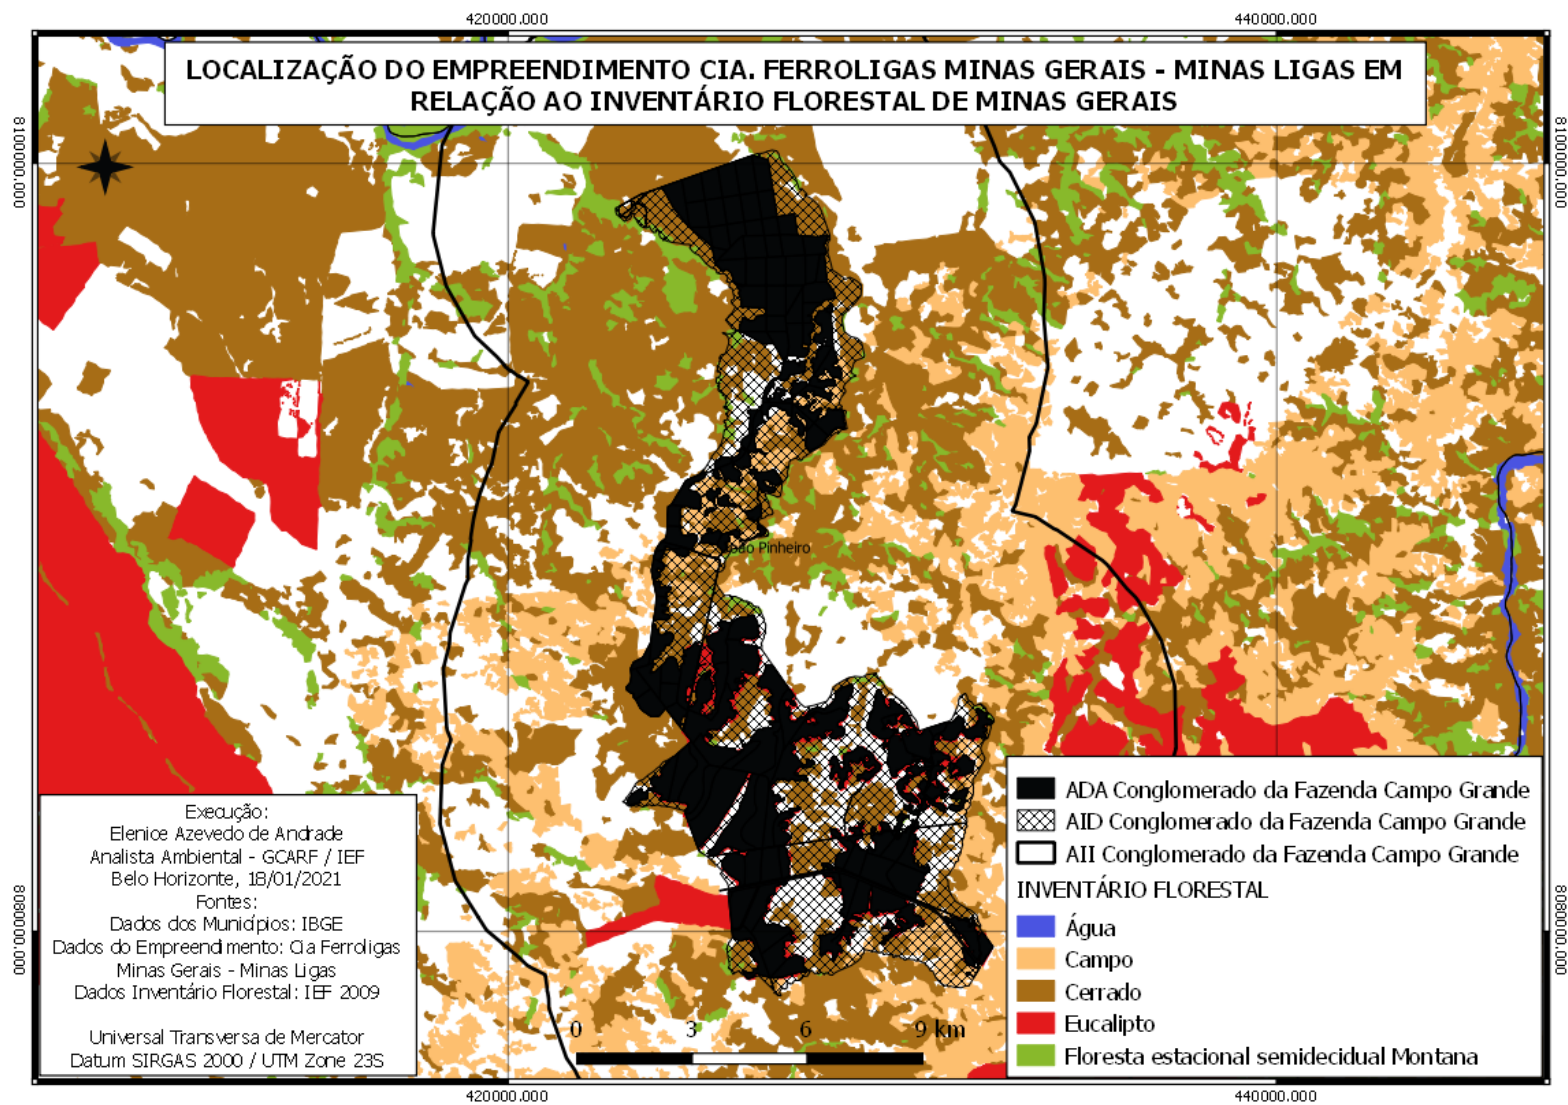 420000.000
440000.000
LOCALIZAÇÃO DO EMPREENDIMENTO CIA. FERROLIGAS MINAS GERAIS - MINAS LIGAS EM
RELAÇÃO AO INVENTÁRIO FLORESTAL DE MINAS GERAIS
8100000.000
8100000.000
João Pinheiro
ADA Conglomerado da Fazenda Campo Grande
AID Conglomerado da Fazenda Campo Grande
AII Conglomerado da Fazenda Campo Grande
INVENTÁRIO FLORESTAL
Água
Campo
Cerrado
Eucalipto
Floresta estacional semidecidual Montana
Execução:
Elenice Azevedo de Andrade
Analista Ambiental - GCARF / IEF
Belo Horizonte, 18/01/2021
Fontes:
Dados dos Municípios: IBGE
Dados do Empreendimento: Cia Ferroligas
Minas Gerais - Minas Ligas
Dados Inventário Florestal: IEF 2009
Universal Transversa de Mercator
Datum SIRGAS 2000 / UTM Zone 23S
8080000.000
8080000.000
0 3 6 9 km
420000.000
440000.000